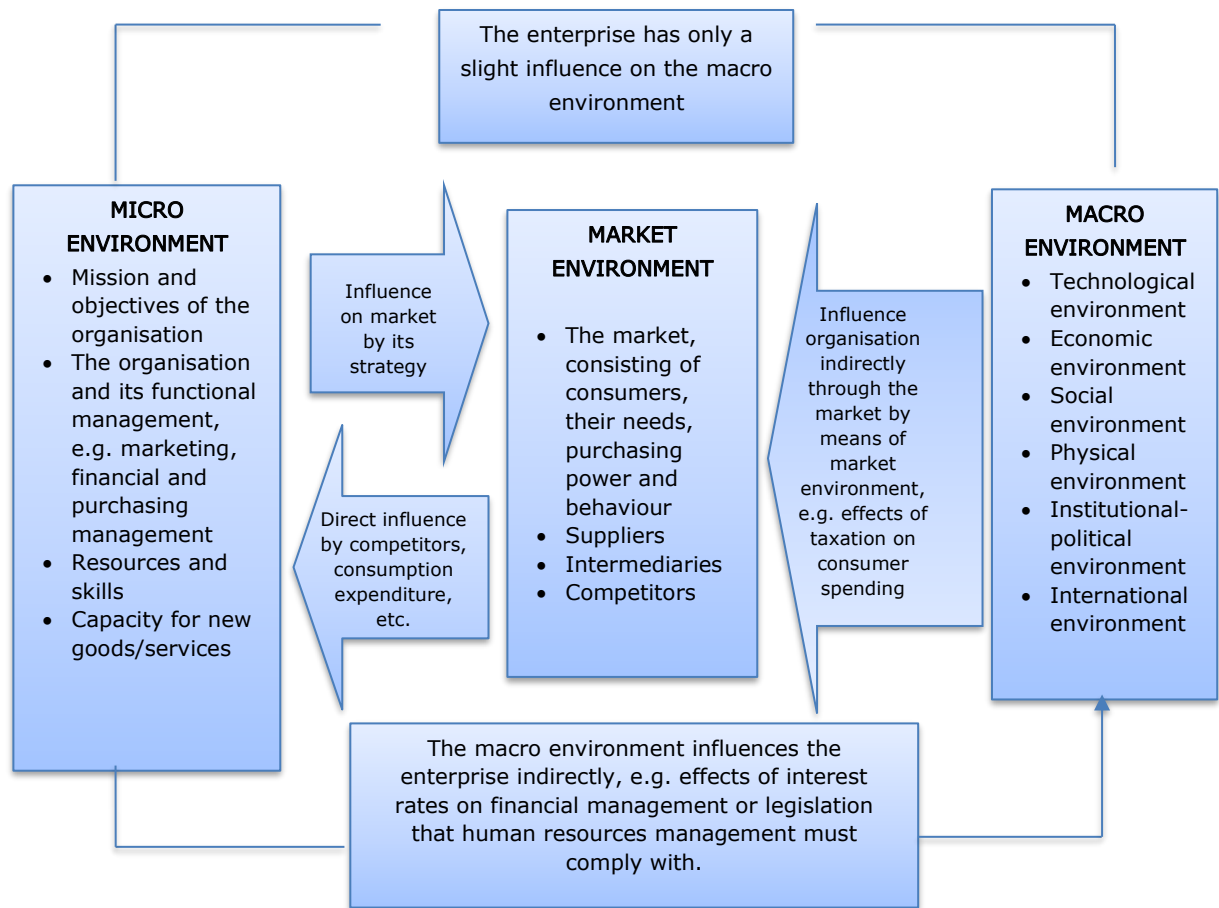 The enterprise has only a
slight influence on the macro
environment
MICRO
ENVIRONMENT
• Mission and
objectives of the
organisation
• The organisation
and its functional
management,
e.g. marketing,
financial and
purchasing
management
• Resources and
skills
• Capacity for new
goods/services
Influence
on market
by its
strategy
Direct influence
by competitors,
consumption
expenditure,
etc.
MARKET
ENVIRONMENT
• The market,
consisting of
consumers,
their needs,
purchasing
power and
behaviour
• Suppliers
• Intermediaries
• Competitors
Influence
organisation
indirectly
through the
market by
means of
market
environment,
e.g. effects of
taxation on
consumer
spending
MACRO
ENVIRONMENT
• Technological
environment
• Economic
environment
• Social
environment
• Physical
environment
• Institutional-
political
environment
• International
environment
The macro environment influences the
enterprise indirectly, e.g. effects of interest
rates on financial management or legislation
that human resources management must
comply with.